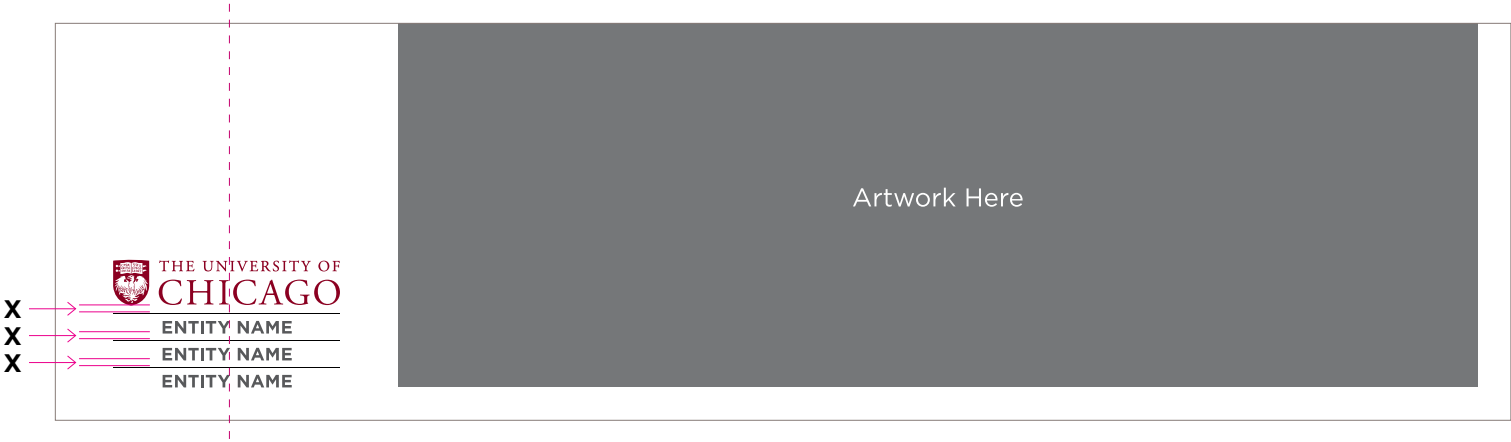 THE UNIVERSITY OF
CHICAGO
X
ENTITY NAME
X
ENTITY NAME
X
ENTITY NAME
Artwork Here